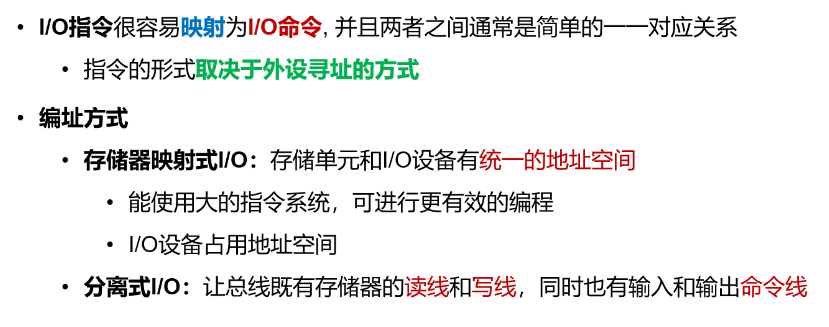 • I/O指令很容易映射为I/O命令, 并且两者之间通常是简单的一一对应关系
• 指令的形式取决于外设寻址的方式
• 编址方式
• 存储器映射式I/O：存储单元和I/O设备有统一的地址空间
• 能使用大的指令系统，可进行更有效的编程
• I/O设备占用地址空间
• 分离式I/O：让总线既有存储器的读线和写线，同时也有输入和输出命令线